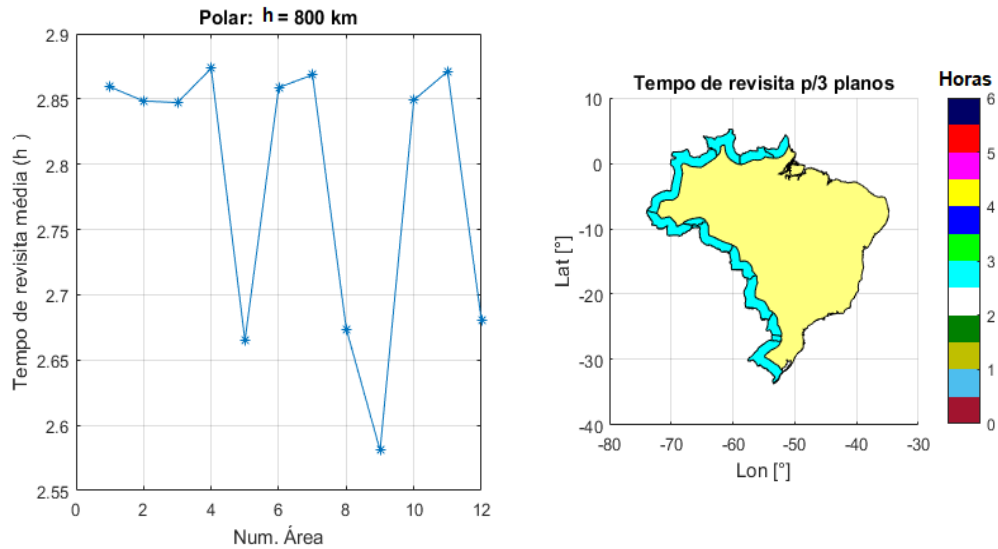 Polar: h = 800 km
Tempo de revisita média (h )
2.9
2.85
2.8
2.75
2.7
2.65
2.6
2.55
0 2 4 6 8 10 12
Num. Área
Tempo de revisita p/3 planos
Lat [°]
10
0
-10
-20
-30
-40
-80 -70 -60 -50 -40 -30
Lon [°]
Horas
6
5
4
3
2
1
0